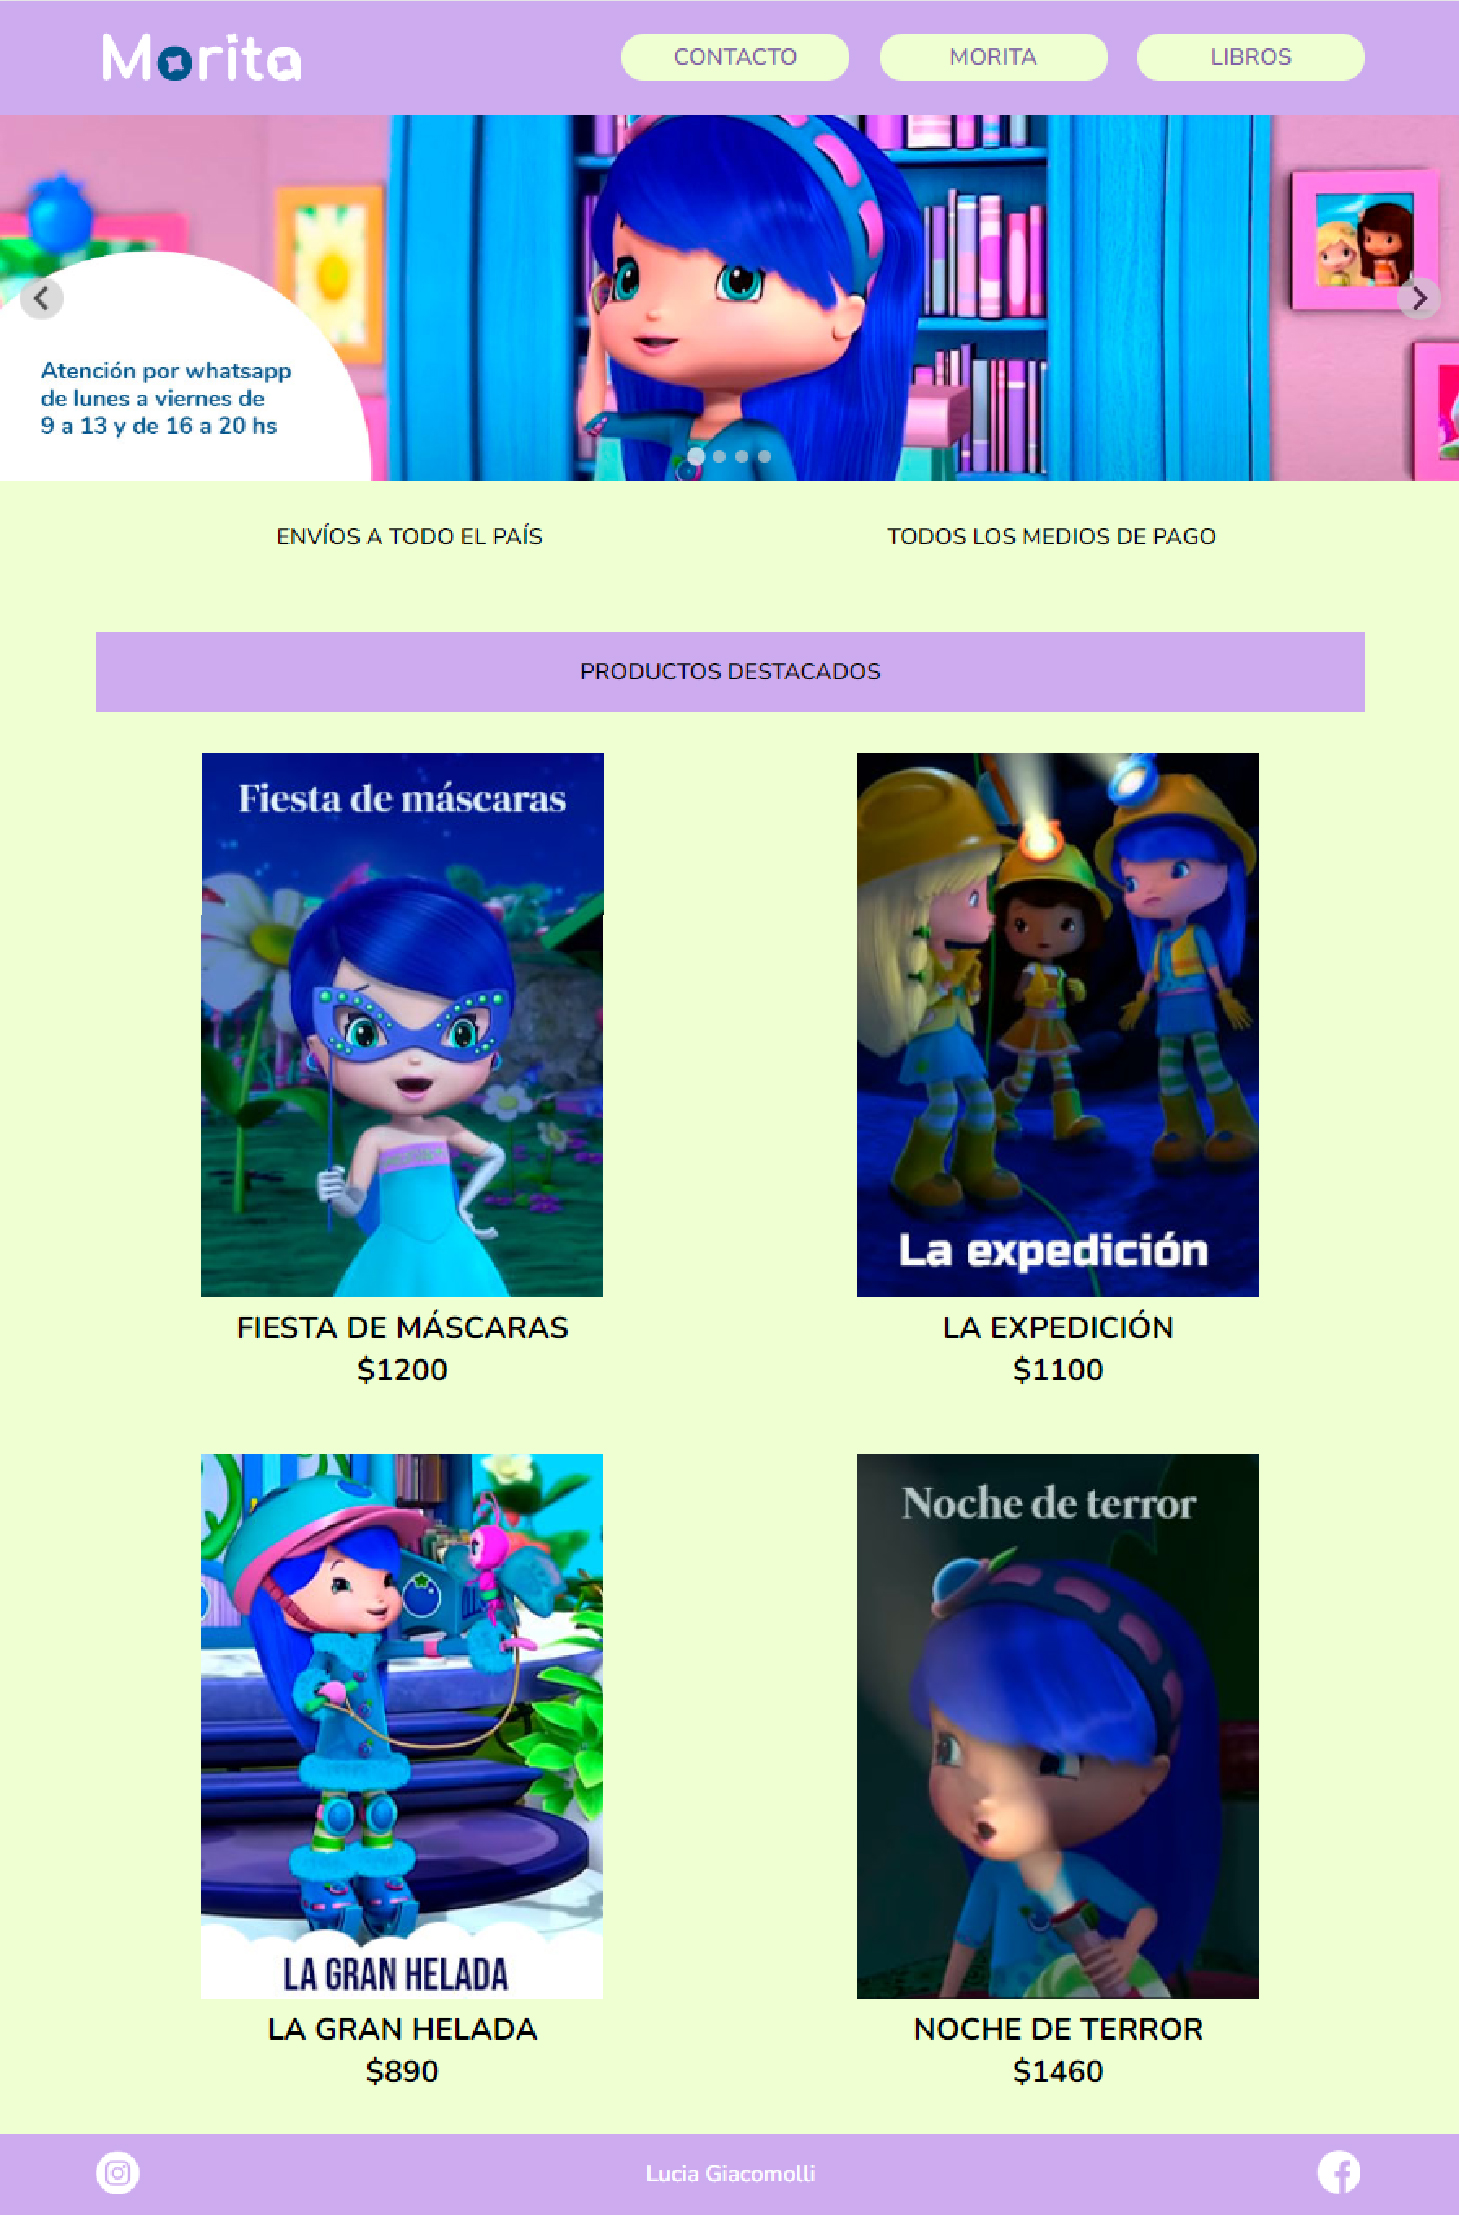 Morita
CONTACTO
MORITA
LIBROS
Atención por whatsapp
de lunes a viernes de
9 a 13 y de 16 a 20 hs
ENVÍOS A TODO EL PAÍS
TODOS LOS MEDIOS DE PAGO
PRODUCTOS DESTACADOS
Fiesta de máscaras
La expedición
FIESTA DE MÁSCARAS
$1200
LA EXPEDICIÓN
$1100
LA GRAN HELADA
Noche de terror
LA GRAN HELADA
$890
NOCHE DE TERROR
$1460
Lucia Giacomolli